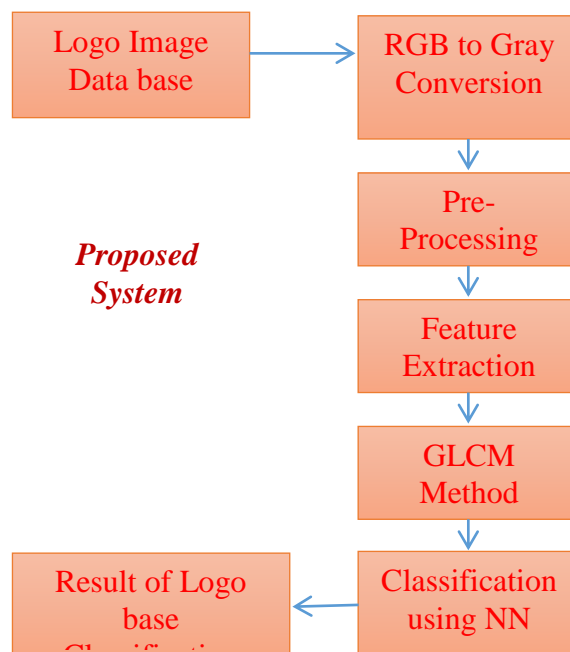 Logo Image
Data base
RGB to Gray
Conversion
Pre-
Processing
Proposed
System
Feature
Extraction
GLCM
Method
Classification
using NN
Result of Logo
base